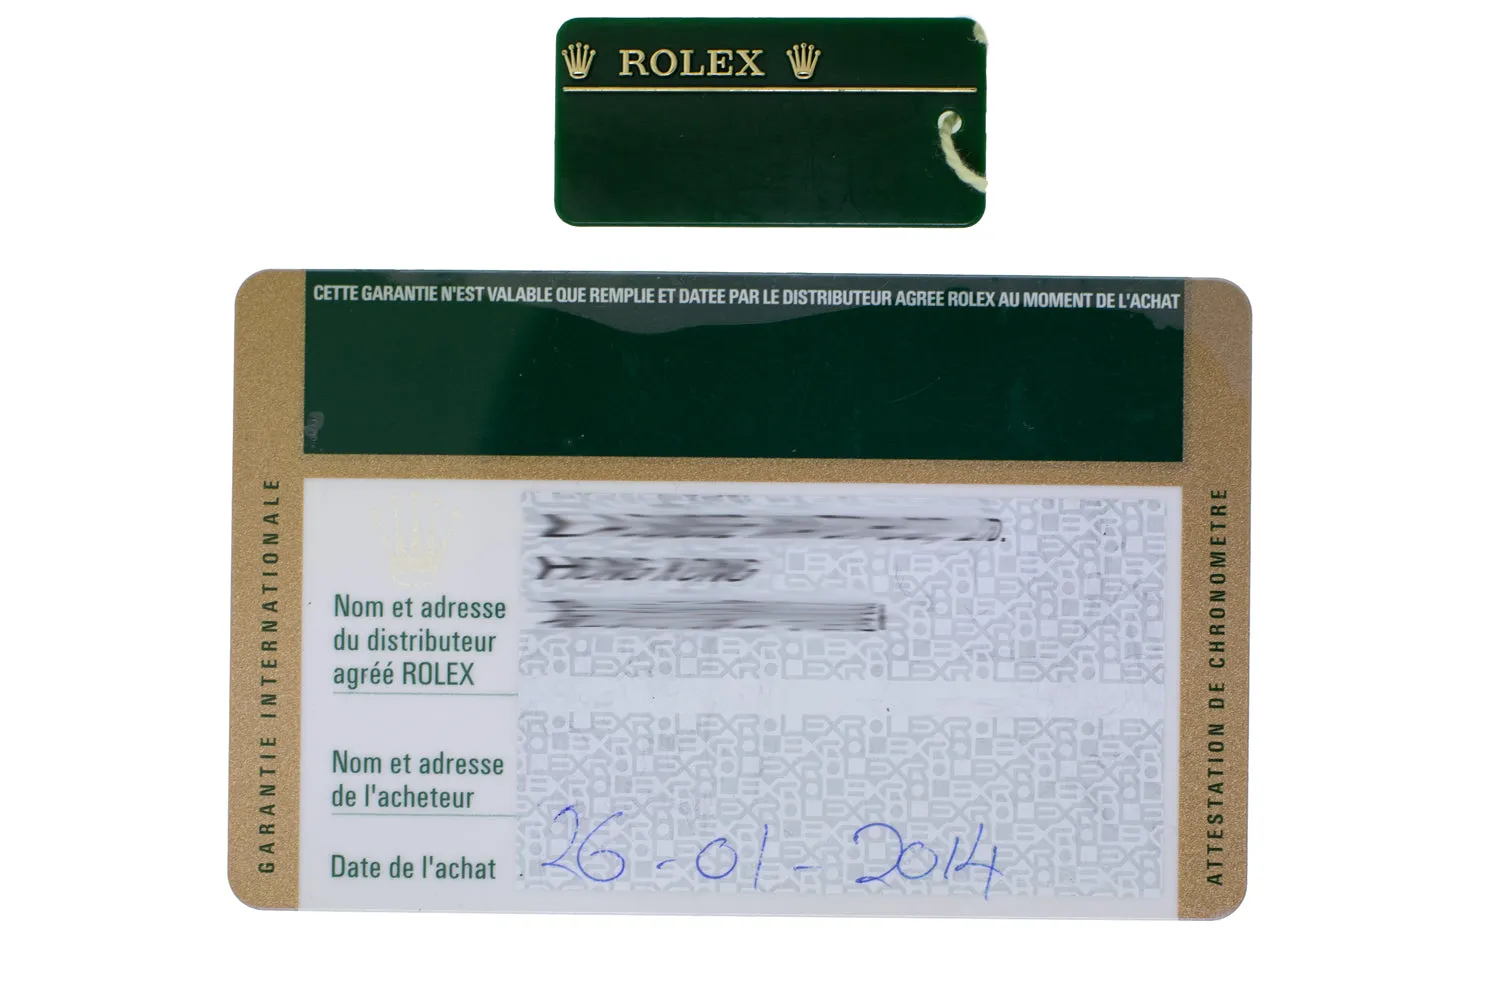 ROLEX
CETTE GARANTIE N'EST VALABLE QUE REMPLIE ET DATEE PAR LE DISTRIBUTEUR AGREE ROLEX AU MOMENT DE L'ACHAT
GARANTIE INTERNATIONALE
Nom et adresse
du distributeur
agréé ROLEX
Nom et adresse
de l'acheteur
Date de l'achat 26-01-2014
ATTESTATION DE CHRONOMETRE